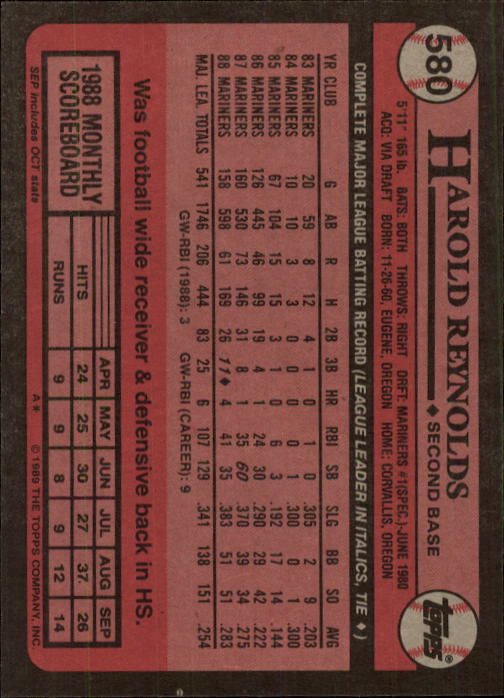 580
HAROLD REYNOLDS ◆ SECOND BASE
TOPPS®
5'11" 165 lb. BATS: BOTH THROWS: RIGHT DRFT: MARINERS #1(SPEC.)-JUNE 1980
ACQ: VIA DRAFT BORN: 11-26-60, EUGENE, OREGON HOME: CORVALLIS, OREGON
COMPLETE MAJOR LEAGUE BATTING RECORD (LEAGUE LEADER IN ITALICS, TIE ◆)
YR CLUB G AB R H 2B 3B HR RBI SB SLG BB SO AVG
83 MARINERS 20 59 8 12 4 1 0 1 0 .305 2 9 .203
84 MARINERS 10 10 3 3 0 0 0 0 1 .300 0 1 .300
85 MARINERS 67 104 15 15 3 1 0 6 3 .192 17 14 .144
86 MARINERS 126 445 46 99 19 4 1 24 30 .290 29 42 .222
87 MARINERS 160 530 73 146 31 8 1 35 60 .370 39 34 .275
88 MARINERS 158 598 61 169 26 11◆ 4 41 35 .383 51 51 .283
MAJ. LEA. TOTALS 541 1746 206 444 83 25 6 107 129 .341 138 151 .254
GW-RBI (1988): 3 GW-RBI (CAREER): 9
Was football wide receiver & defensive back in HS.
1988 MONTHLY
SCOREBOARD
APR MAY JUN JUL AUG SEP
HITS 24 25 30 27 37. 26
RUNS 9 9 8 9 12 14
SEP includes OCT stats
A* © 1989 THE TOPPS COMPANY, INC.